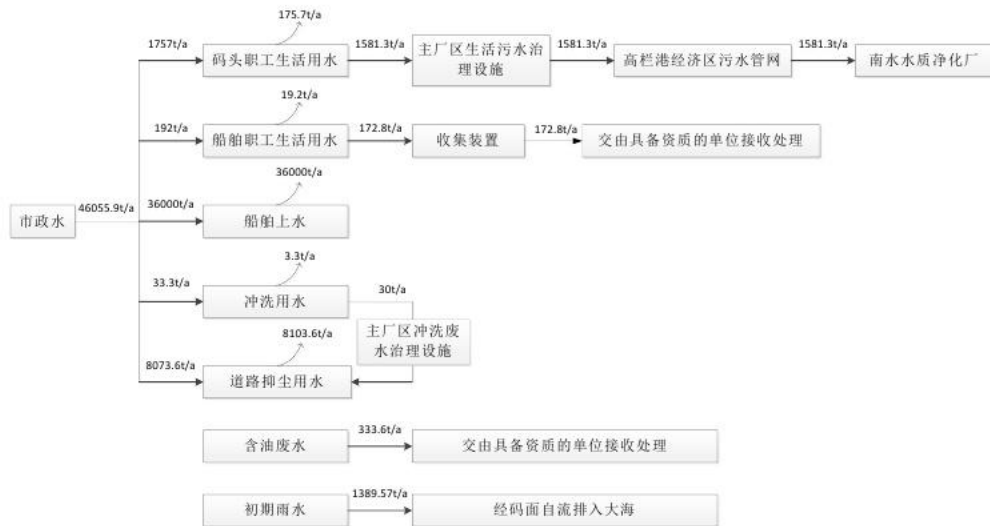 175.7t/a
1757t/a
码头职工生活用水
1581.3t/a
主厂区生活污水治
理设施
1581.3t/a
高栏港经济区污水管网
1581.3t/a
南水水质净化厂
19.2t/a
192t/a
船舶职工生活用水
172.8t/a
收集装置
172.8t/a
交由具备资质的单位接收处理
36000t/a
市政水
46055.9t/a
36000t/a
船舶上水
3.3t/a
33.3t/a
冲洗用水
30t/a
主厂区冲洗废
水治理设施
8103.6t/a
8073.6t/a
道路抑尘用水
含油废水
333.6t/a
交由具备资质的单位接收处理
初期雨水
1389.57t/a
经码面自流排入大海